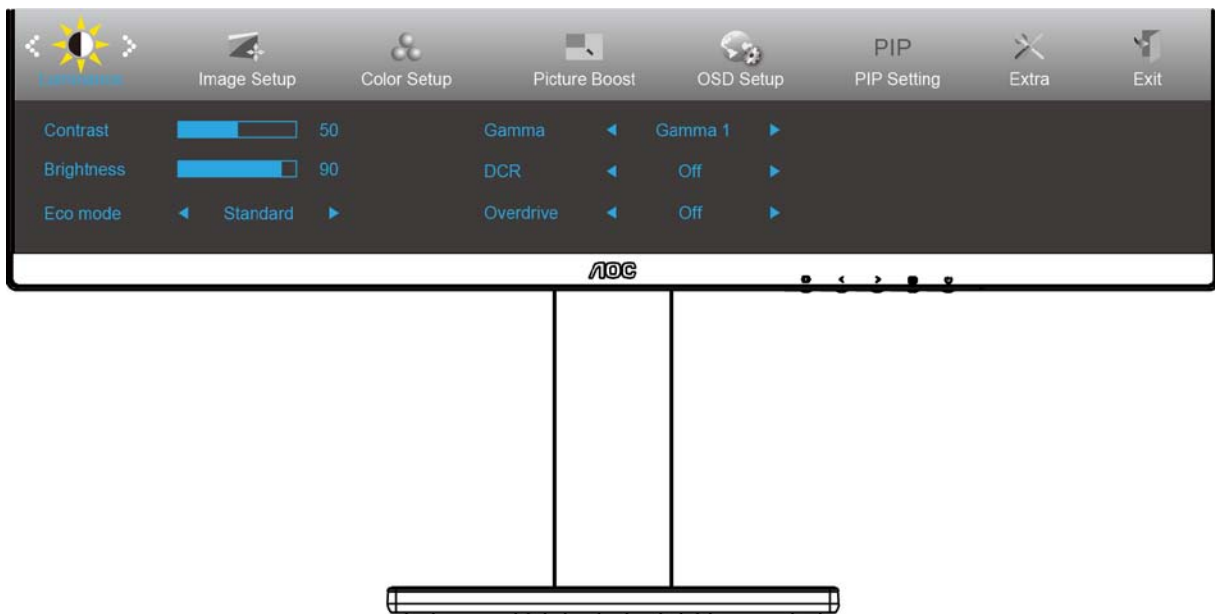 Luminance
Image Setup
Color Setup
Picture Boost
OSD Setup
PIP
PIP Setting
Extra
Exit
Contrast 50
Gamma Gamma 1
Brightness 90
DCR Off
Eco mode Standard
Overdrive Off
AOC